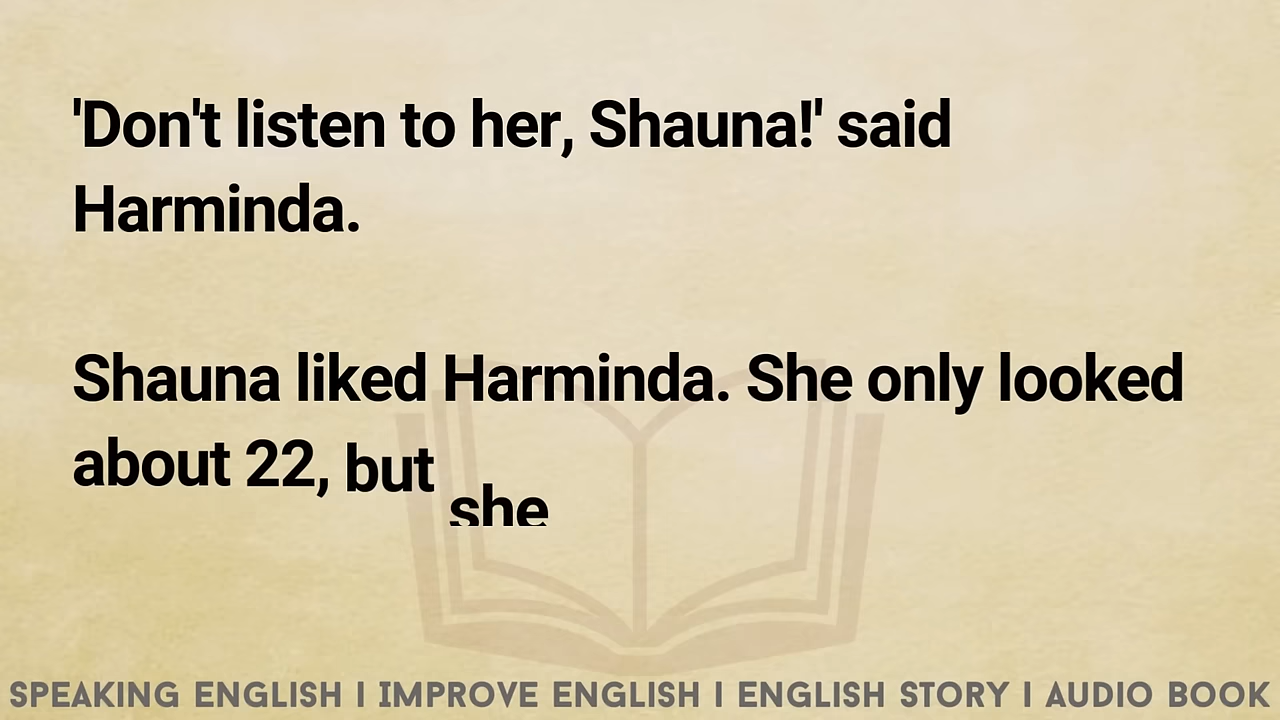 'Don't listen to her, Shauna!' said
Harminda.
Shauna liked Harminda. She only looked
about 22, but she
SPEAKING ENGLISH I IMPROVE ENGLISH I ENGLISH STORY I AUDIO BOOK